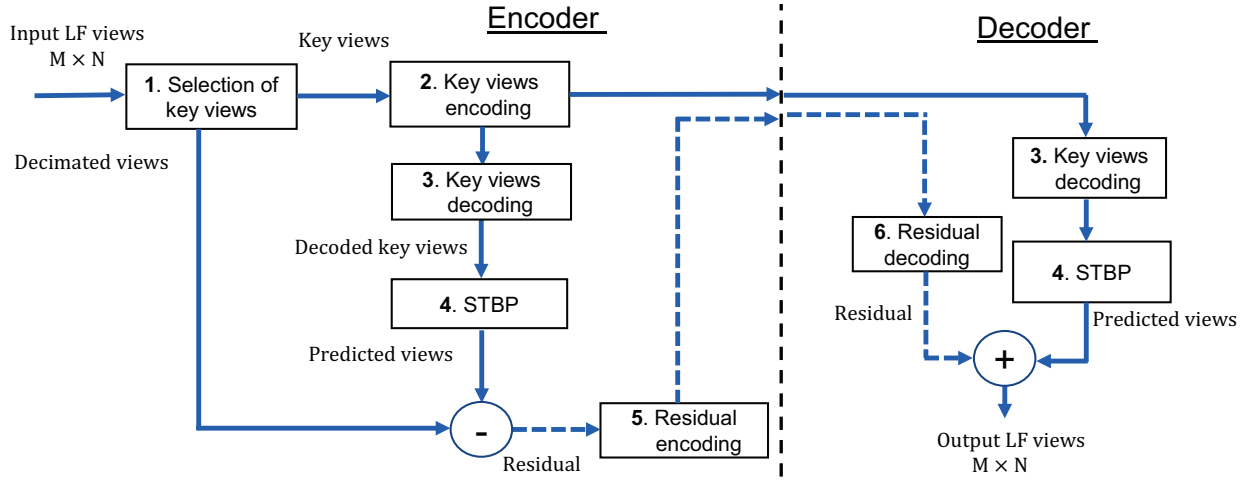 Encoder
Decoder
Input LF views
M × N
Key views
1. Selection of
key views
2. Key views
encoding
Decimated views
3. Key views
decoding
3. Key views
decoding
Decoded key views
6. Residual
decoding
4. STBP
4. STBP
Residual
Predicted views
Predicted views
+
-
5. Residual
encoding
Residual
Output LF views
M × N